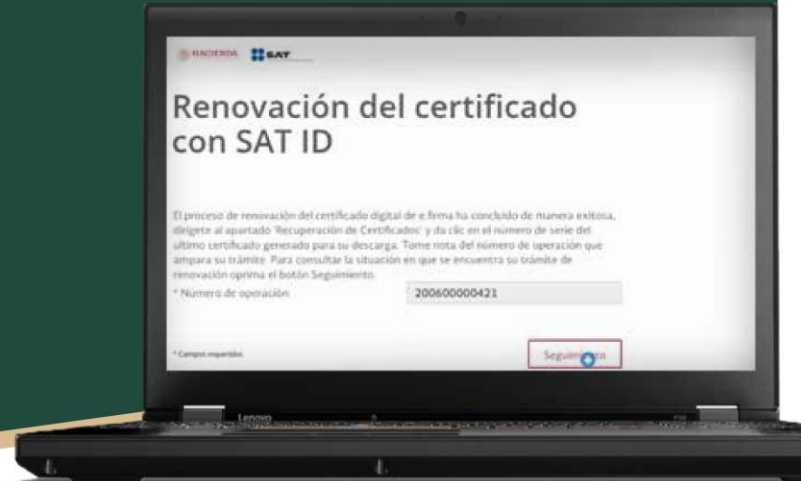 HACIENDA SAT
Renovación del certificado
con SAT ID
El proceso de renovación del certificado digital de e.firma ha concluido de manera exitosa,
dirígete al apartado 'Recuperación de Certificados' y da clic en el número de serie del
ultimo certificado generado para su descarga. Tome nota del número de operación que
ampara su trámite. Para consultar la situación en que se encuentra su trámite de
renovación oprima el botón Seguimiento.
* Número de operación 200600000421
* Campos requeridos Seguimiento
Lenovo